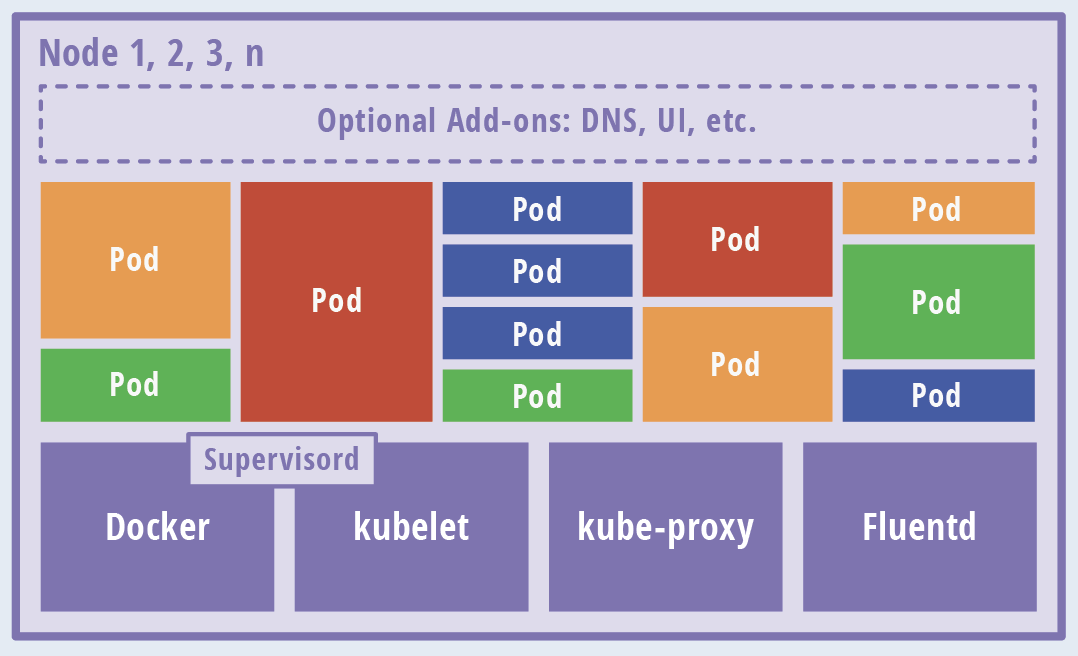 Node 1, 2, 3, n
Optional Add-ons: DNS, UI, etc.
Pod
Pod
Pod
Pod
Pod
Pod
Pod
Pod
Pod
Pod
Pod
Pod
Supervisord
Docker
kubelet
kube-proxy
Fluentd